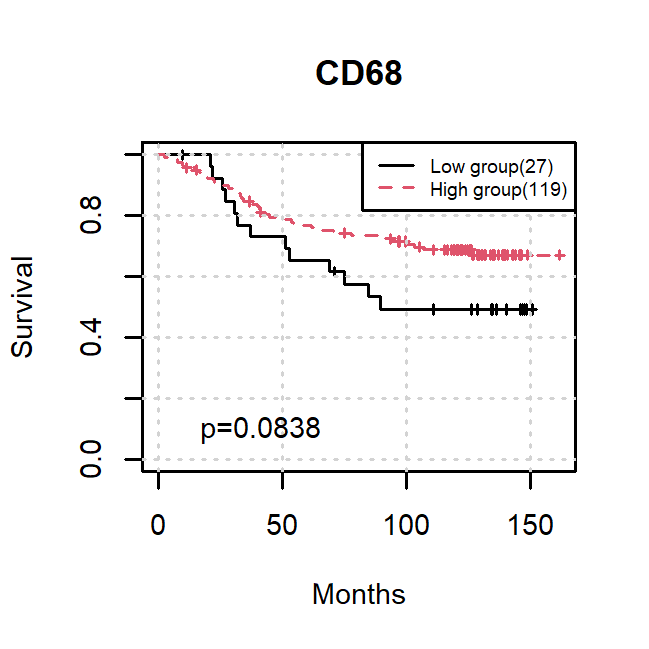 CD68
Low group(27)
High group(119)
0.8
0.4
0.0
Survival
p=0.0838
0 50 100 150
Months